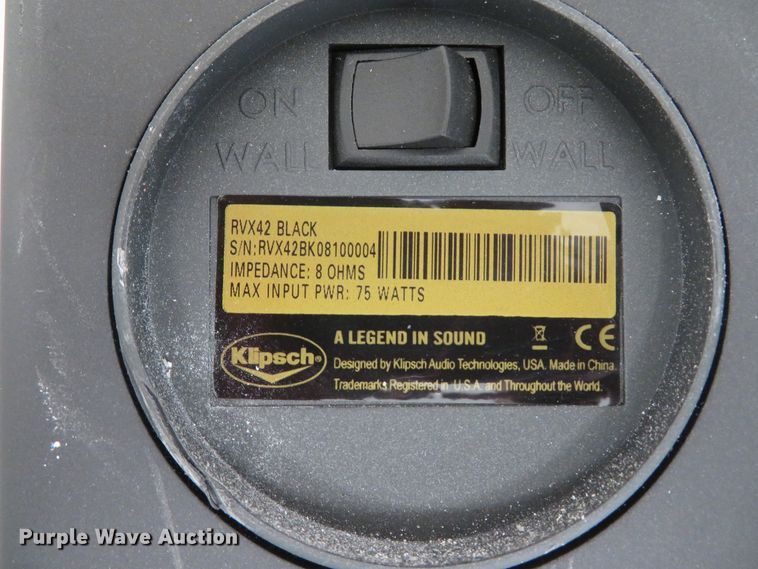 ON OFF
WALL WALL
RVX42 BLACK
S/N:RVX42BK08100004
IMPEDANCE: 8 OHMS
MAX INPUT PWR: 75 WATTS
Klipsch®
A LEGEND IN SOUND
CE
Designed by Klipsch Audio Technologies, USA. Made in China.
Trademarks Registered in U.S.A. and Throughout the World.
Purple Wave Auction